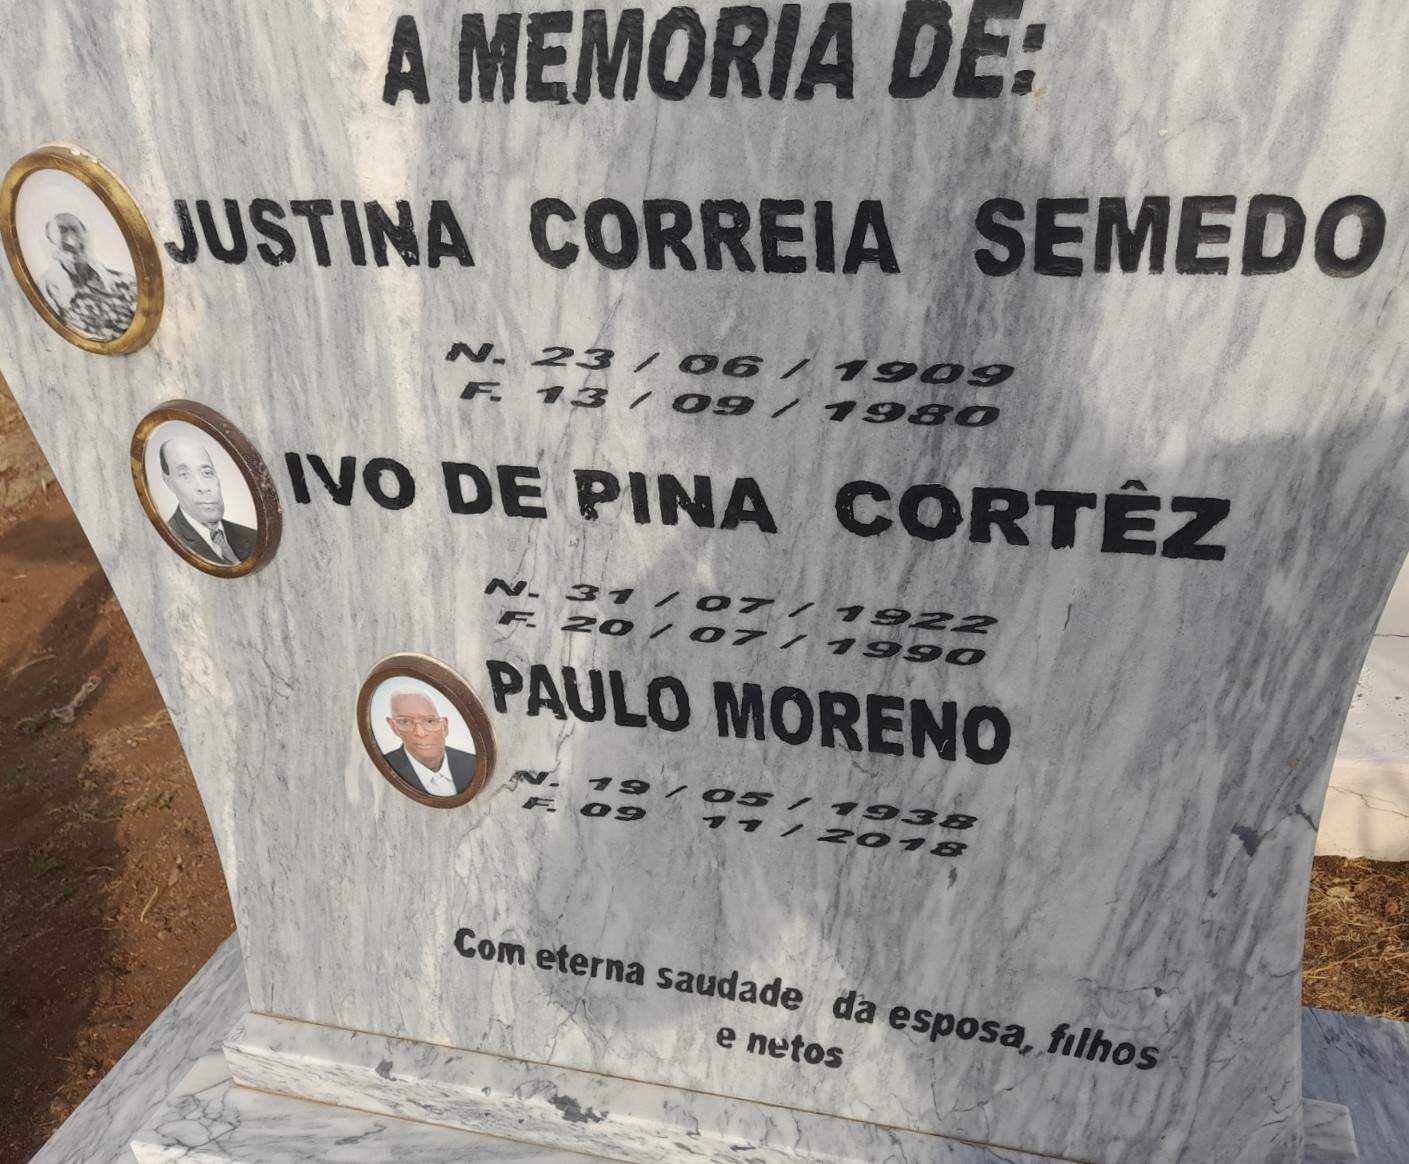 A MEMORIA DE:
JUSTINA CORREIA SEMEDO
N. 23 / 06 / 1909
F. 13 / 09 / 1980
IVO DE PINA CORTÊZ
N. 31 / 07 / 1922
F. 20 / 07 / 1990
PAULO MORENO
N. 19 / 05 / 1938
F. 09 11 / 2018
Com eterna saudade da esposa, filhos
e netos